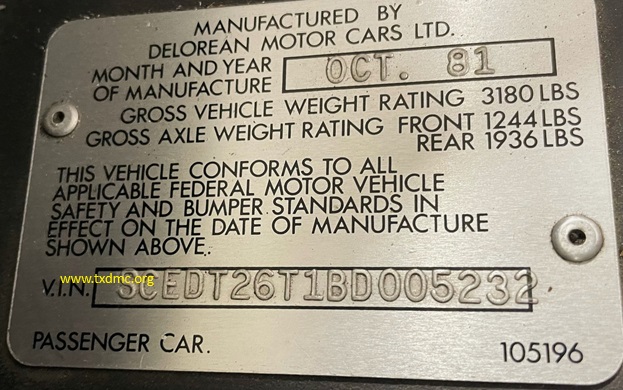 MANUFACTURED BY
DELOREAN MOTOR CARS LTD.
MONTH AND YEAR
OF MANUFACTURE OCT. 81
GROSS VEHICLE WEIGHT RATING 3180 LBS
GROSS AXLE WEIGHT RATING FRONT 1244 LBS
REAR 1936 LBS
THIS VEHICLE CONFORMS TO ALL
APPLICABLE FEDERAL MOTOR VEHICLE
SAFETY AND BUMPER STANDARDS IN
EFFECT ON THE DATE OF MANUFACTURE
SHOWN ABOVE.
www.txdmc.org
V.I.N. SCEDT26T1BD005232
PASSENGER CAR. 105196